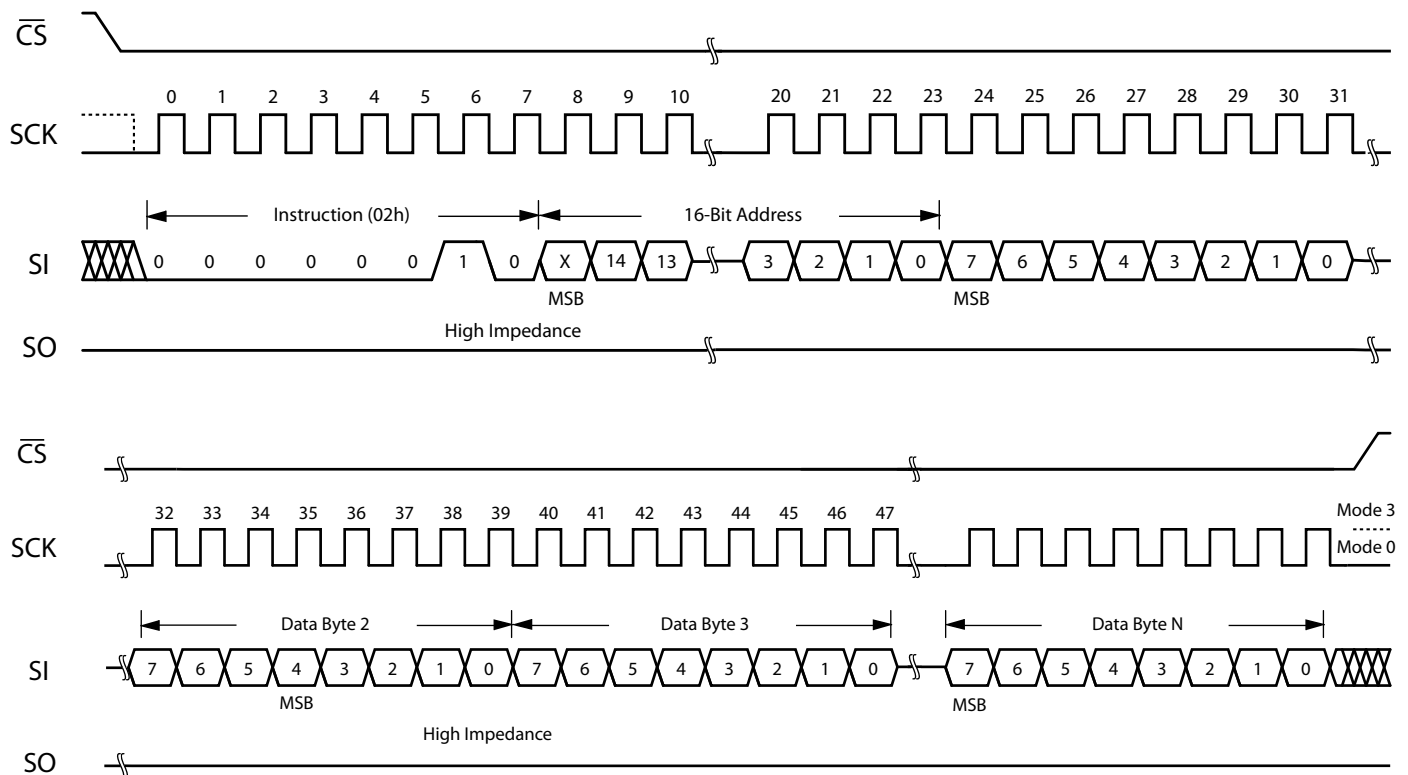 CS
0 1 2 3 4 5 6 7 8 9 10 20 21 22 23 24 25 26 27 28 29 30 31
SCK
Instruction (02h) 16-Bit Address
SI 0 0 0 0 0 0 1 0 X 14 13 3 2 1 0 7 6 5 4 3 2 1 0
MSB MSB
High Impedance
SO
CS
32 33 34 35 36 37 38 39 40 41 42 43 44 45 46 47 Mode 3
SCK Mode 0
Data Byte 2 Data Byte 3 Data Byte N
SI 7 6 5 4 3 2 1 0 7 6 5 4 3 2 1 0 7 6 5 4 3 2 1 0
MSB MSB
High Impedance
SO